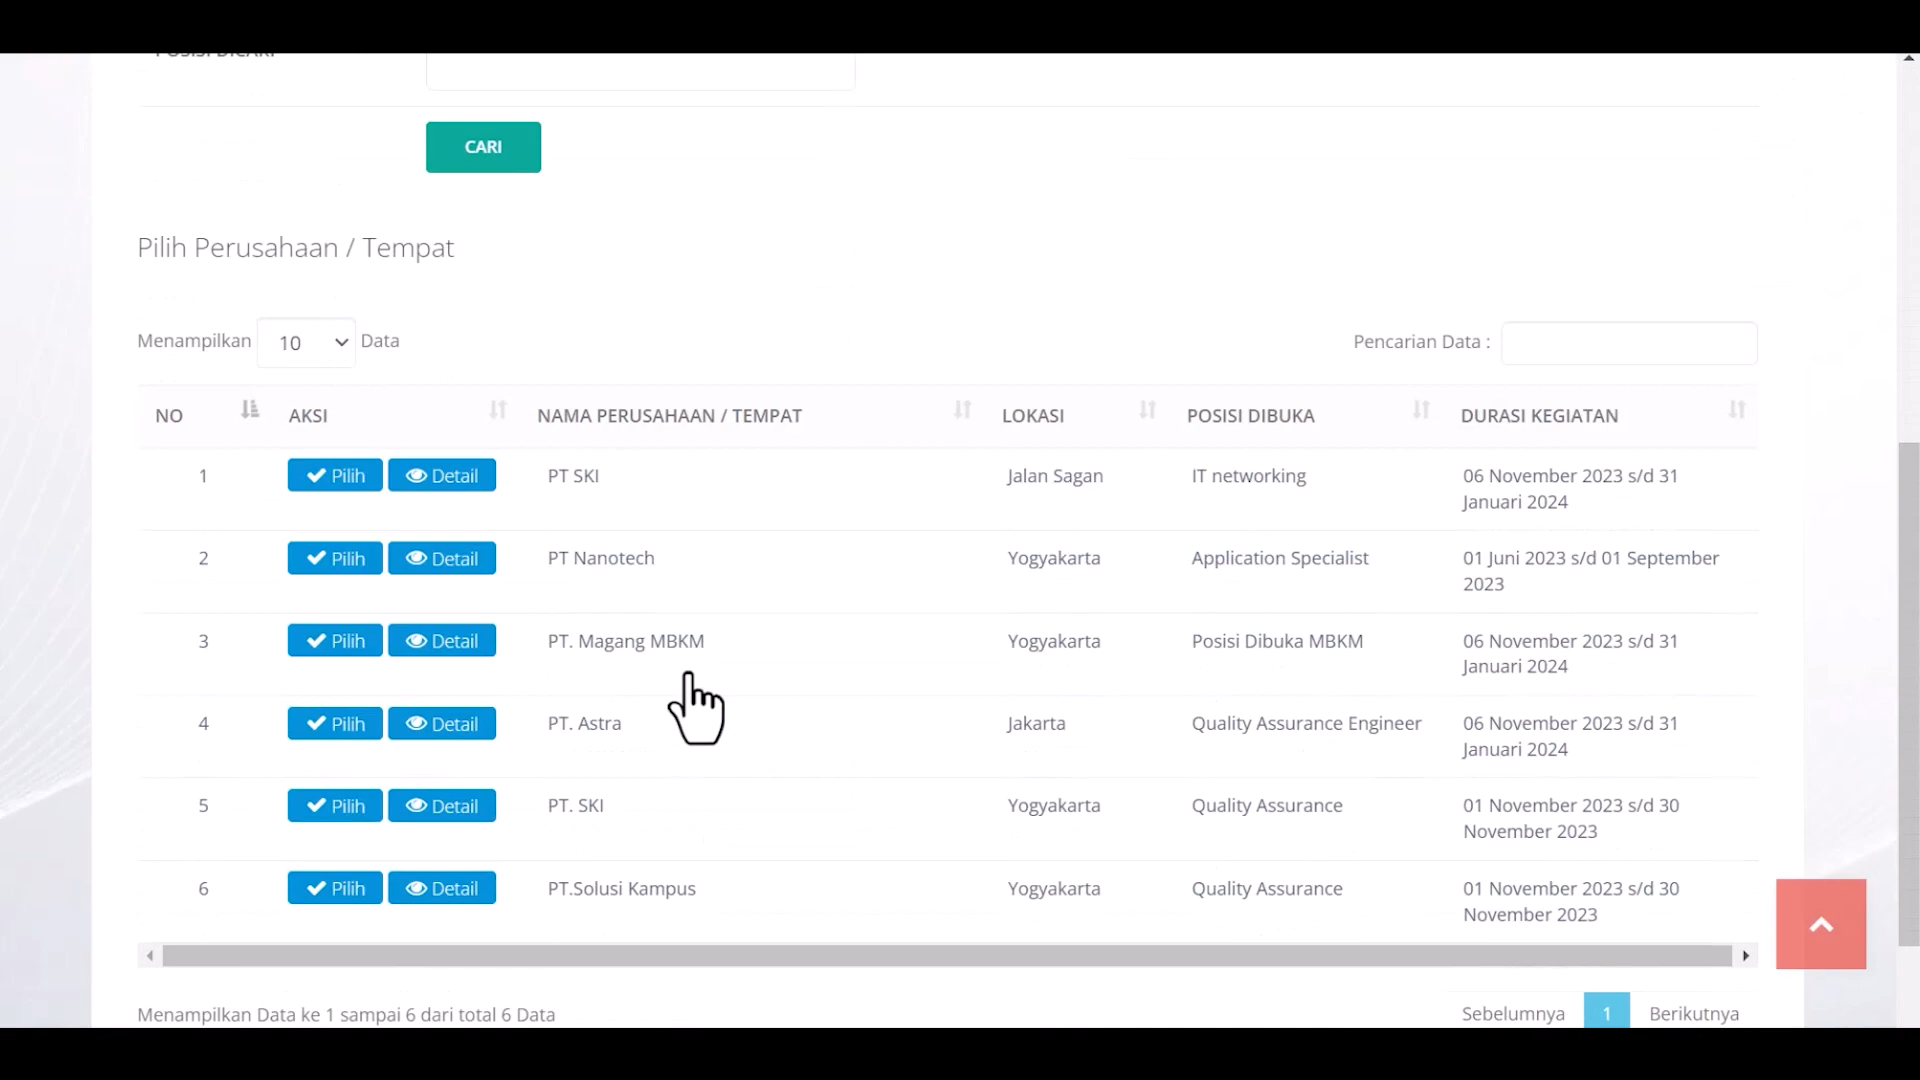 CARI
Pilih Perusahaan / Tempat
Menampilkan 10 Data
Pencarian Data :
NO AKSI NAMA PERUSAHAAN / TEMPAT LOKASI POSISI DIBUKA DURASI KEGIATAN
1 Pilih Detail PT SKI Jalan Sagan IT networking 06 November 2023 s/d 31
Januari 2024
2 Pilih Detail PT Nanotech Yogyakarta Application Specialist 01 Juni 2023 s/d 01 September
2023
3 Pilih Detail PT. Magang MBKM Yogyakarta Posisi Dibuka MBKM 06 November 2023 s/d 31
Januari 2024
4 Pilih Detail PT. Astra Jakarta Quality Assurance Engineer 06 November 2023 s/d 31
Januari 2024
5 Pilih Detail PT. SKI Yogyakarta Quality Assurance 01 November 2023 s/d 30
November 2023
6 Pilih Detail PT.Solusi Kampus Yogyakarta Quality Assurance 01 November 2023 s/d 30
November 2023
Menampilkan Data ke 1 sampai 6 dari total 6 Data
Sebelumnya 1 Berikutnya